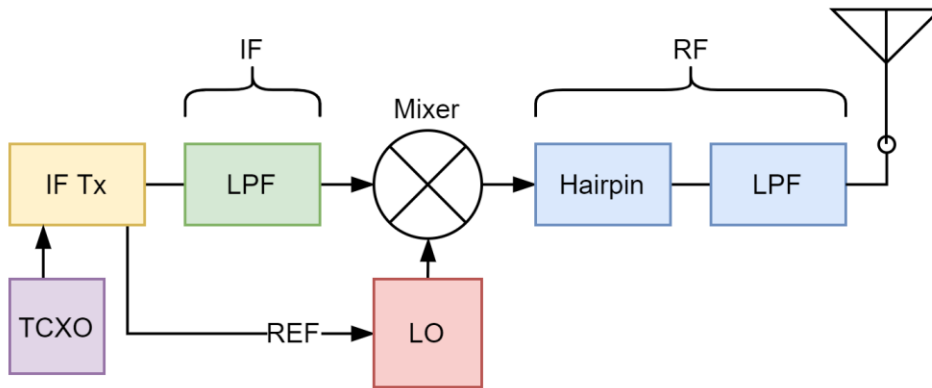 IF
RF
Mixer
IF Tx
LPF
Hairpin
LPF
TCXO
REF
LO